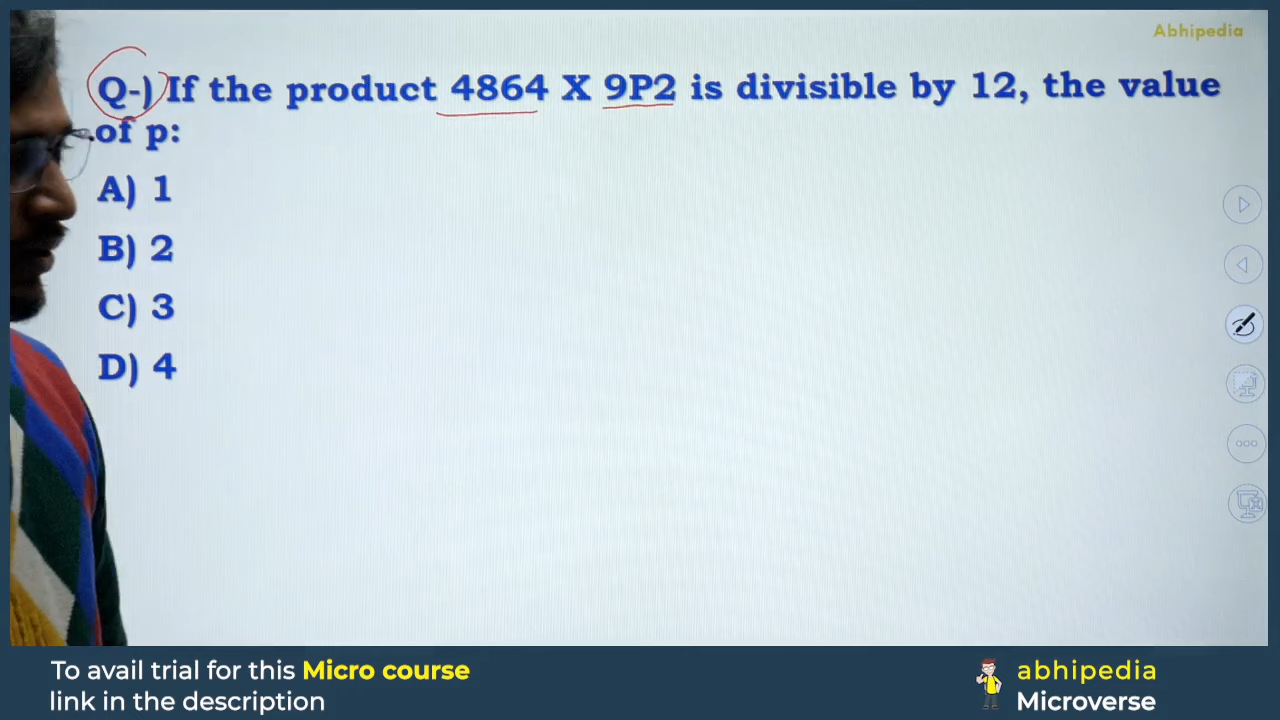 Abhipedia
Q-) If the product 4864 X 9P2 is divisible by 12, the value
of p:
A) 1
B) 2
C) 3
D) 4
To avail trial for this Micro course
link in the description
abhipedia
Microverse